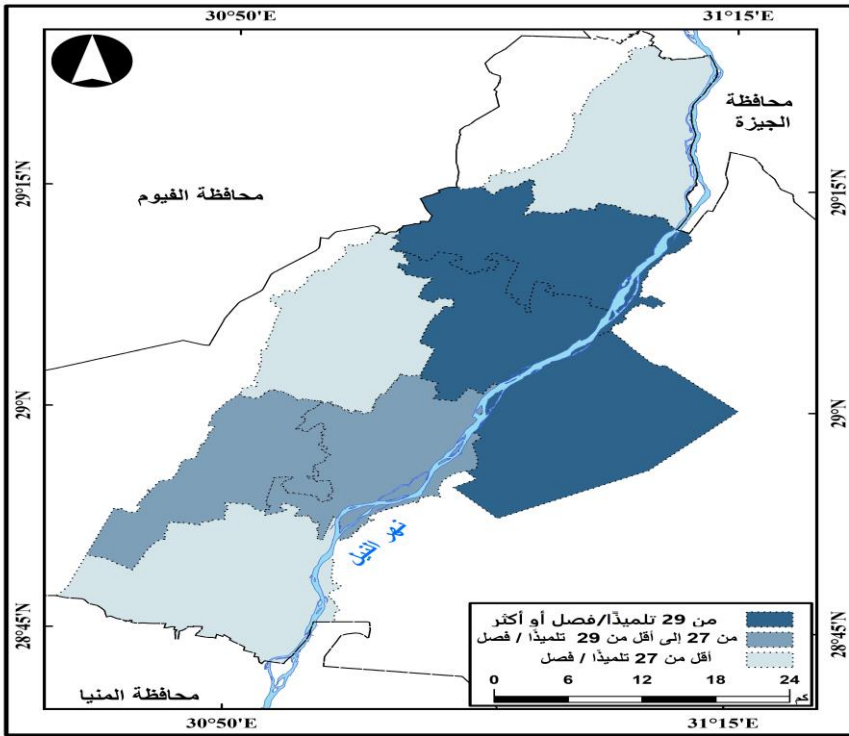 30°50'E
31°15'E
محافظة
الجيزة
29°15'N
29°15'N
محافظة الفيوم
29°N
29°N
نهر النيل
28°45'N
28°45'N
من 29 تلميذًا/فصل أو أكثر
من 27 إلى أقل من 29 تلميذًا / فصل
أقل من 27 تلميذًا / فصل
0 6 12 18 24
كم
محافظة المنيا
30°50'E
31°15'E